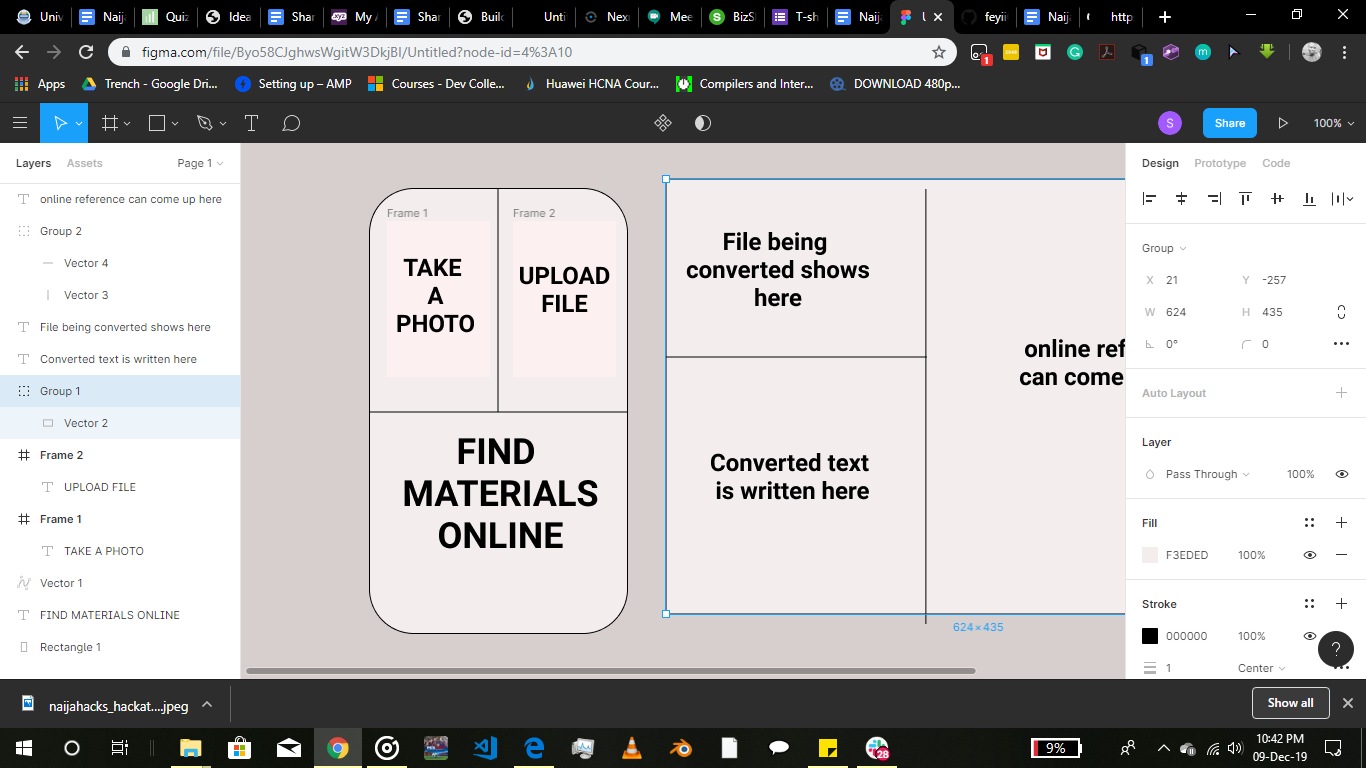 Univ
Naija
Quiz
Idea
Shar
My A
Shar
Build
Unti
Nex
Mee
BizS
T-sh
Naija
U
feyii
Naija
http
figma.com/file/Byo58CJghwsWgitW3DkjBI/Untitled?node-id=4%3A10
Apps
Trench - Google Dri...
Setting up – AMP
Courses - Dev Colle...
Huawei HCNA Cour...
Compilers and Inter...
DOWNLOAD 480p...
S
Share
100%
Layers
Assets
Page 1
online reference can come up here
Group 2
Vector 4
Vector 3
File being converted shows here
Converted text is written here
Group 1
Vector 2
Frame 2
UPLOAD FILE
Frame 1
TAKE A PHOTO
Vector 1
FIND MATERIALS ONLINE
Rectangle 1
Frame 1
Frame 2
TAKE
A
PHOTO
UPLOAD
FILE
FIND
MATERIALS
ONLINE
File being
converted shows
here
Converted text
is written here
online ref
can come
624 × 435
Design
Prototype
Code
Group
X 21 Y -257
W 624 H 435
0° 0
Auto Layout
Layer
Pass Through 100%
Fill
F3EDED 100%
Stroke
000000 100%
1 Center
?
naijahacks_hackat....jpeg
Show all
9%
28
10:42 PM
09-Dec-19